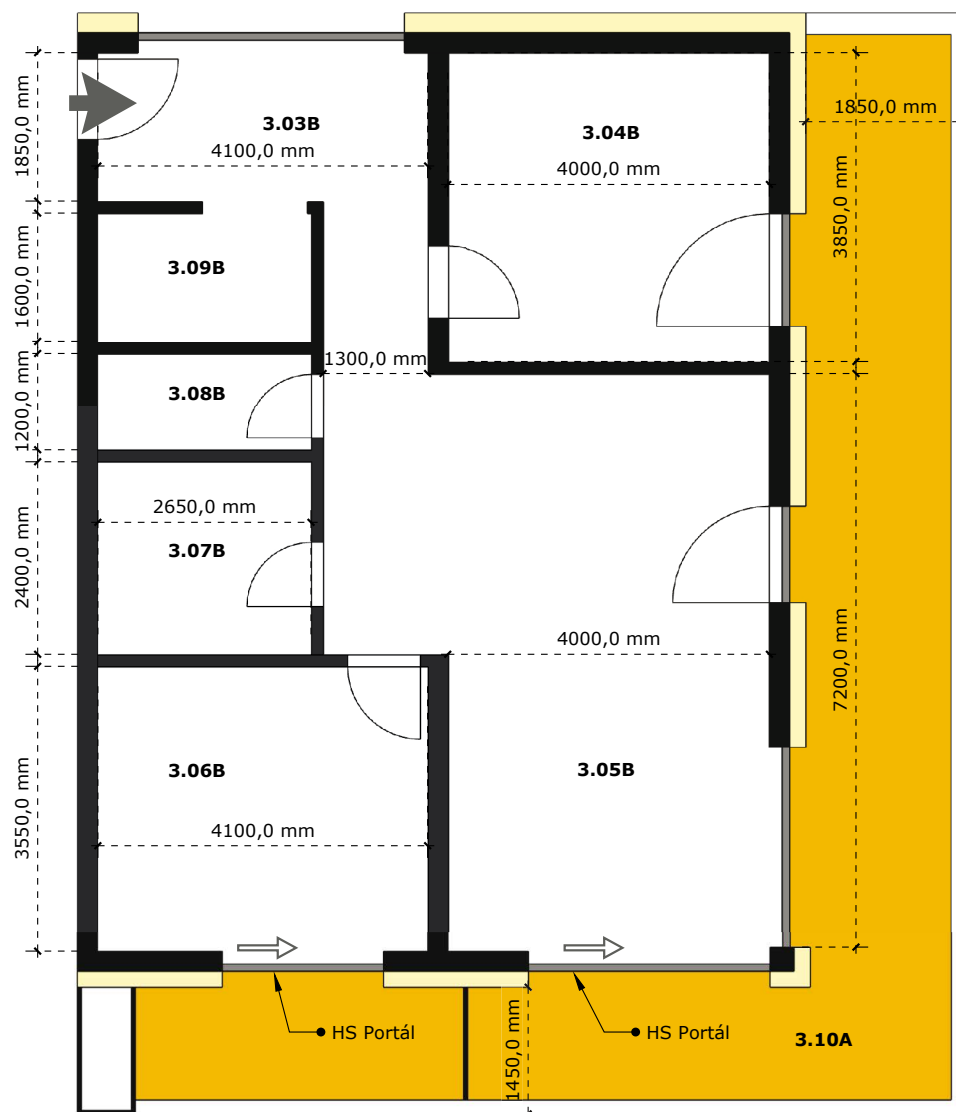 1850,0 mm
3.03B
4100,0 mm
3.04B
4000,0 mm
1850,0 mm
3850,0 mm
1600,0 mm
3.09B
1300,0 mm
3.08B
1200,0 mm
2650,0 mm
3.07B
2400,0 mm
4000,0 mm
7200,0 mm
3.06B
3.05B
4100,0 mm
3550,0 mm
HS Portál
HS Portál
3.10A
1450,0 mm